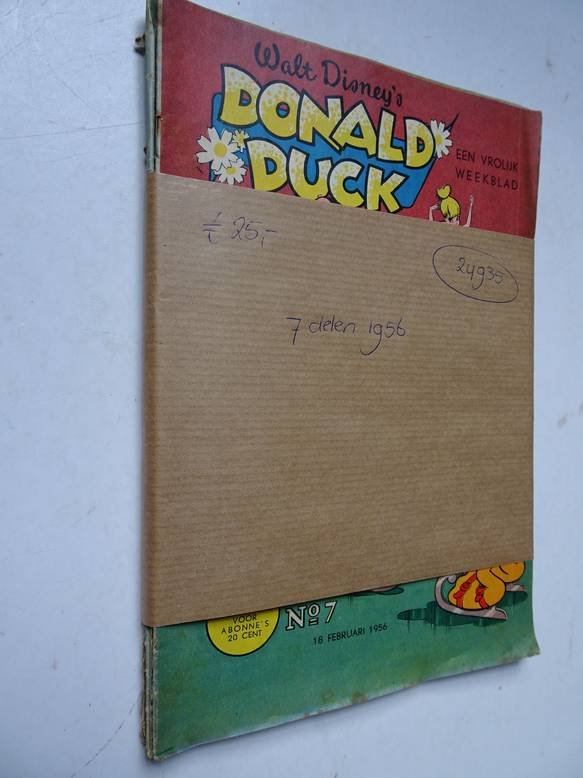 Walt Disney's
DONALD
DUCK
EEN VROLIJK
WEEKBLAD
25,-
24935
7 delen 1956
VOOR
ABONNE'S
20 CENT
No 7
18 FEBRUARI 1956